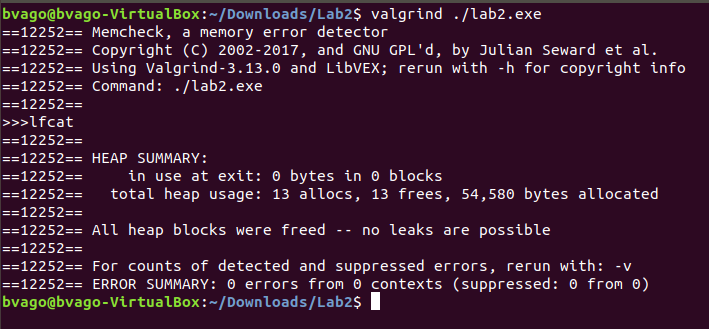 bvago@bvago-VirtualBox:~/Downloads/Lab2$ valgrind ./lab2.exe
==12252== Memcheck, a memory error detector
==12252== Copyright (C) 2002-2017, and GNU GPL'd, by Julian Seward et al.
==12252== Using Valgrind-3.13.0 and LibVEX; rerun with -h for copyright info
==12252== Command: ./lab2.exe
==12252==
>>>lfcat
==12252==
==12252== HEAP SUMMARY:
==12252==     in use at exit: 0 bytes in 0 blocks
==12252==   total heap usage: 13 allocs, 13 frees, 54,580 bytes allocated
==12252==
==12252== All heap blocks were freed -- no leaks are possible
==12252==
==12252== For counts of detected and suppressed errors, rerun with: -v
==12252== ERROR SUMMARY: 0 errors from 0 contexts (suppressed: 0 from 0)
bvago@bvago-VirtualBox:~/Downloads/Lab2$